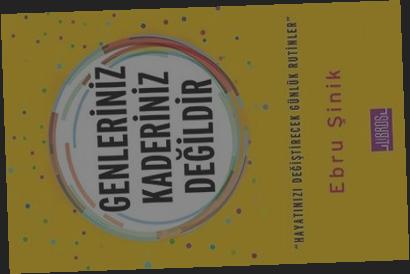 GENLERİNİZ
KADERİNİZ
DEĞİLDİR
"HAYATINIZI DEĞİŞTİRECEK GÜNLÜK RUTİNLER"
Ebru Şinik
LIBROS